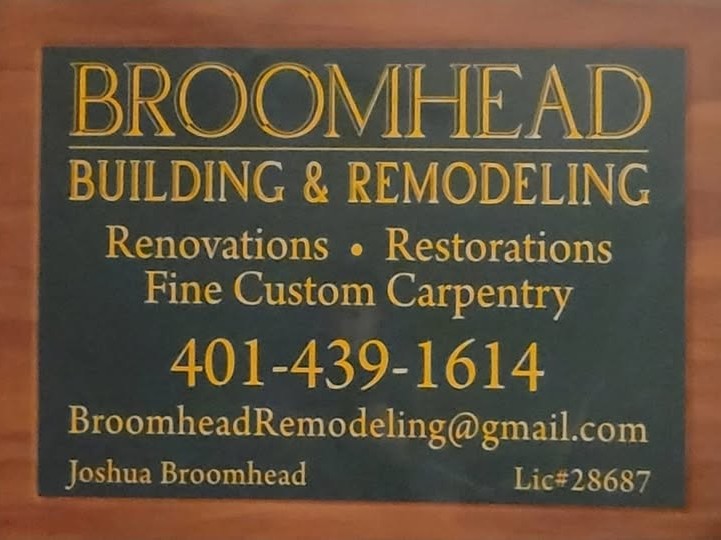 BROOMHEAD
BUILDING & REMODELING
Renovations • Restorations
Fine Custom Carpentry
401-439-1614
BroomheadRemodeling@gmail.com
Joshua Broomhead Lic#28687